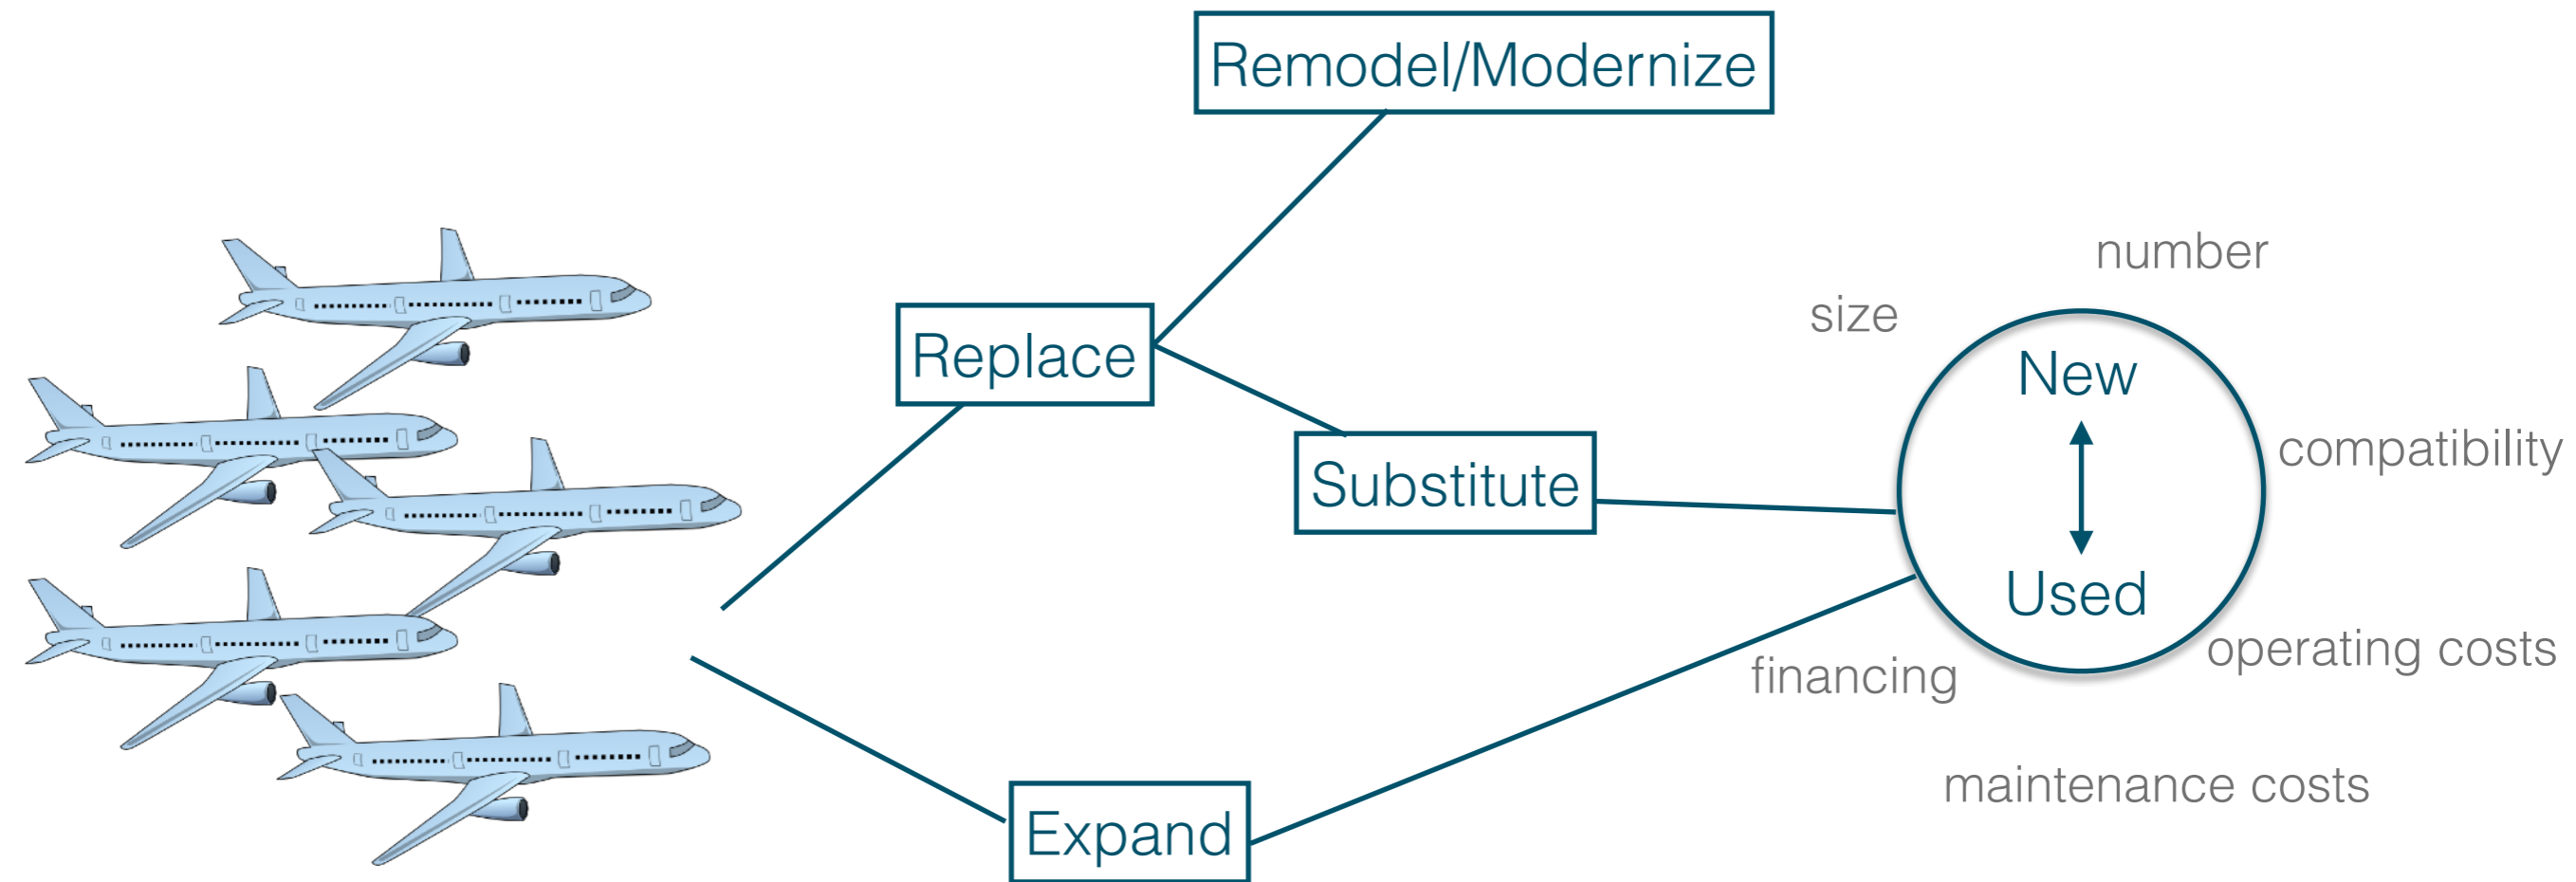 Remodel/Modernize
number
size
Replace
New
compatibility
Substitute
Used
operating costs
financing
maintenance costs
Expand